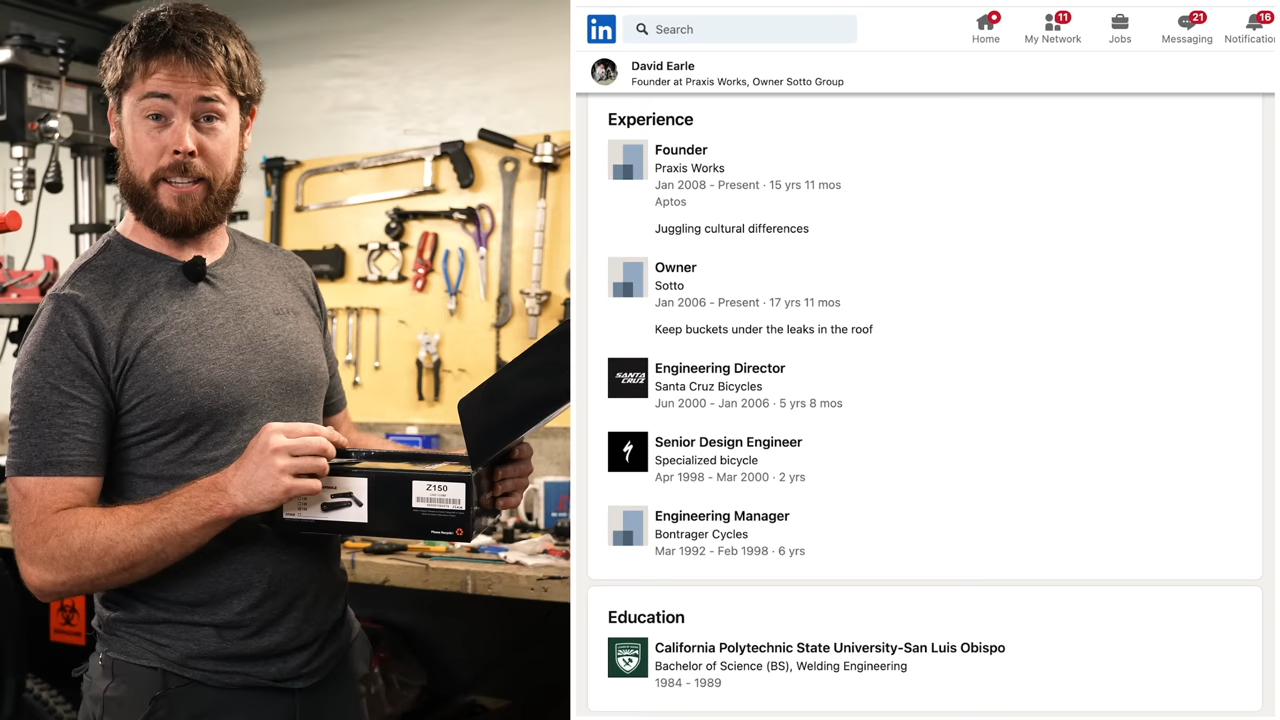 Z150
Please Recycle!
in
Search
11
21
16
Home
My Network
Jobs
Messaging
Notification
David Earle
Founder at Praxis Works, Owner Sotto Group
Experience
Founder
Praxis Works
Jan 2008 - Present · 15 yrs 11 mos
Aptos
Juggling cultural differences
Owner
Sotto
Jan 2006 - Present · 17 yrs 11 mos
Keep buckets under the leaks in the roof
SANTA
CRUZ
Engineering Director
Santa Cruz Bicycles
Jun 2000 - Jan 2006 · 5 yrs 8 mos
Senior Design Engineer
Specialized bicycle
Apr 1998 - Mar 2000 · 2 yrs
Engineering Manager
Bontrager Cycles
Mar 1992 - Feb 1998 · 6 yrs
Education
California Polytechnic State University-San Luis Obispo
Bachelor of Science (BS), Welding Engineering
1984 - 1989